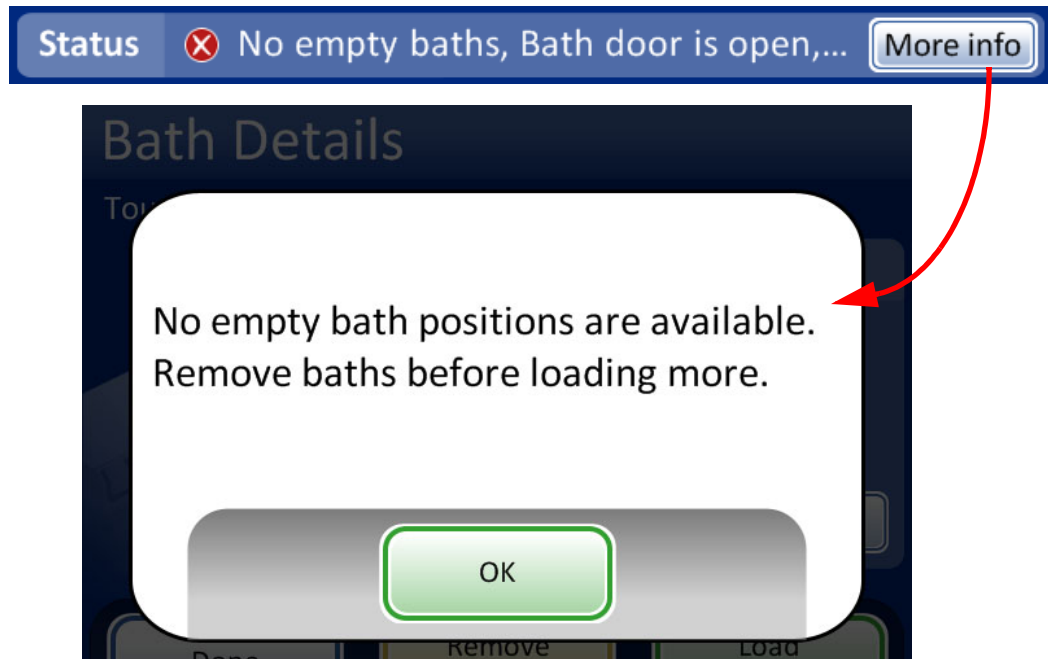 Status No empty baths, Bath door is open,... More info
Bath Details
No empty bath positions are available.
Remove baths before loading more.
OK
Remove Load